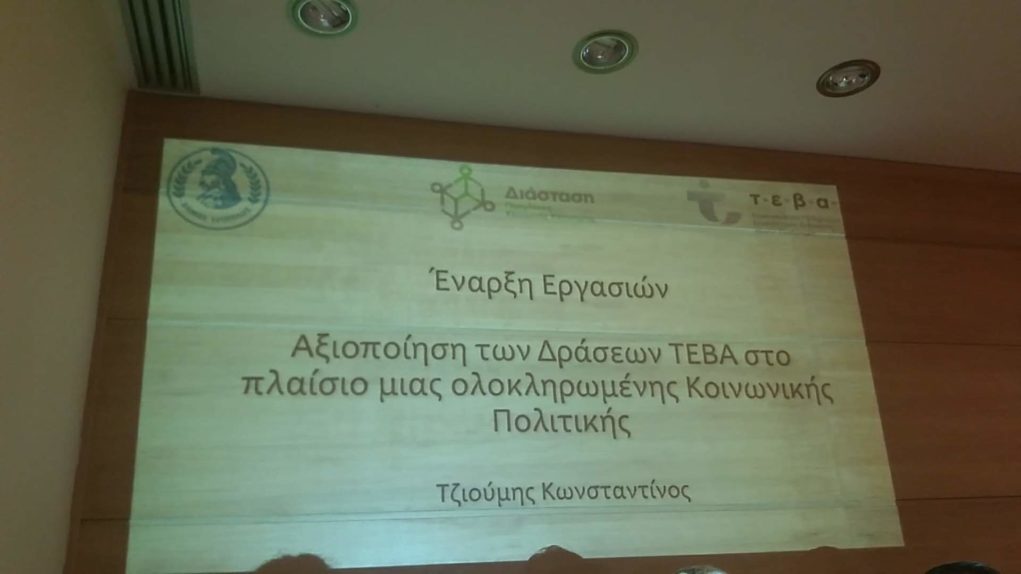 Διάσταση
τ·ε·β·α·
Έναρξη Εργασιών
Αξιοποίηση των Δράσεων ΤΕΒΑ στο
πλαίσιο μιας ολοκληρωμένης Κοινωνικής
Πολιτικής
Τζιούμης Κωνσταντίνος